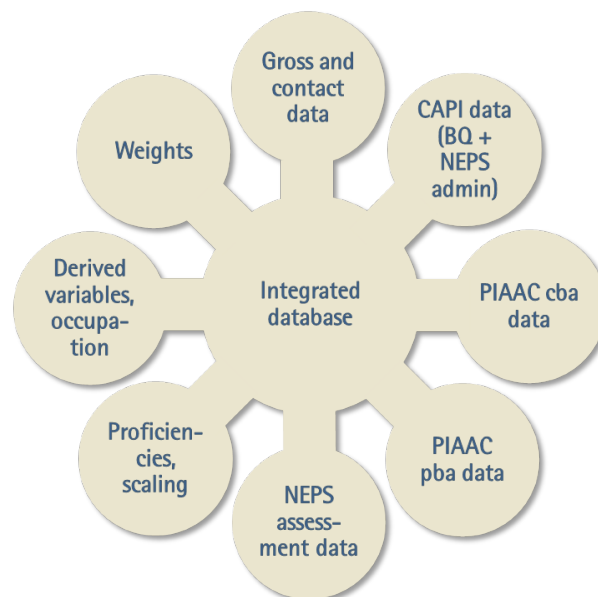 Gross and
contact
data
CAPI data
(BQ +
NEPS
admin)
PIAAC cba
data
PIAAC
pba data
NEPS
assess-
ment data
Proficien-
cies,
scaling
Derived
variables,
occupa-
tion
Weights
Integrated
database